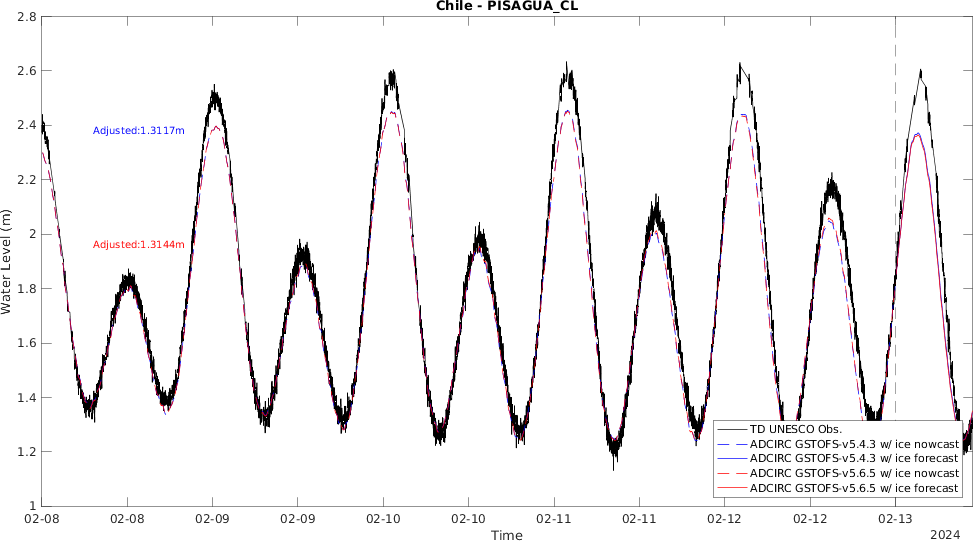 Chile - PISAGUA_CL
2.8
2.6
2.4
2.2
2
1.8
1.6
1.4
1.2
1
Water Level (m)
Adjusted:1.3117m
Adjusted:1.3144m
TD UNESCO Obs.
ADCIRC GSTOFS-v5.4.3 w/ ice nowcast
ADCIRC GSTOFS-v5.4.3 w/ ice forecast
ADCIRC GSTOFS-v5.6.5 w/ ice nowcast
ADCIRC GSTOFS-v5.6.5 w/ ice forecast
02-08 02-08 02-09 02-09 02-10 02-10 02-11 02-11 02-12 02-12 02-13
Time
2024